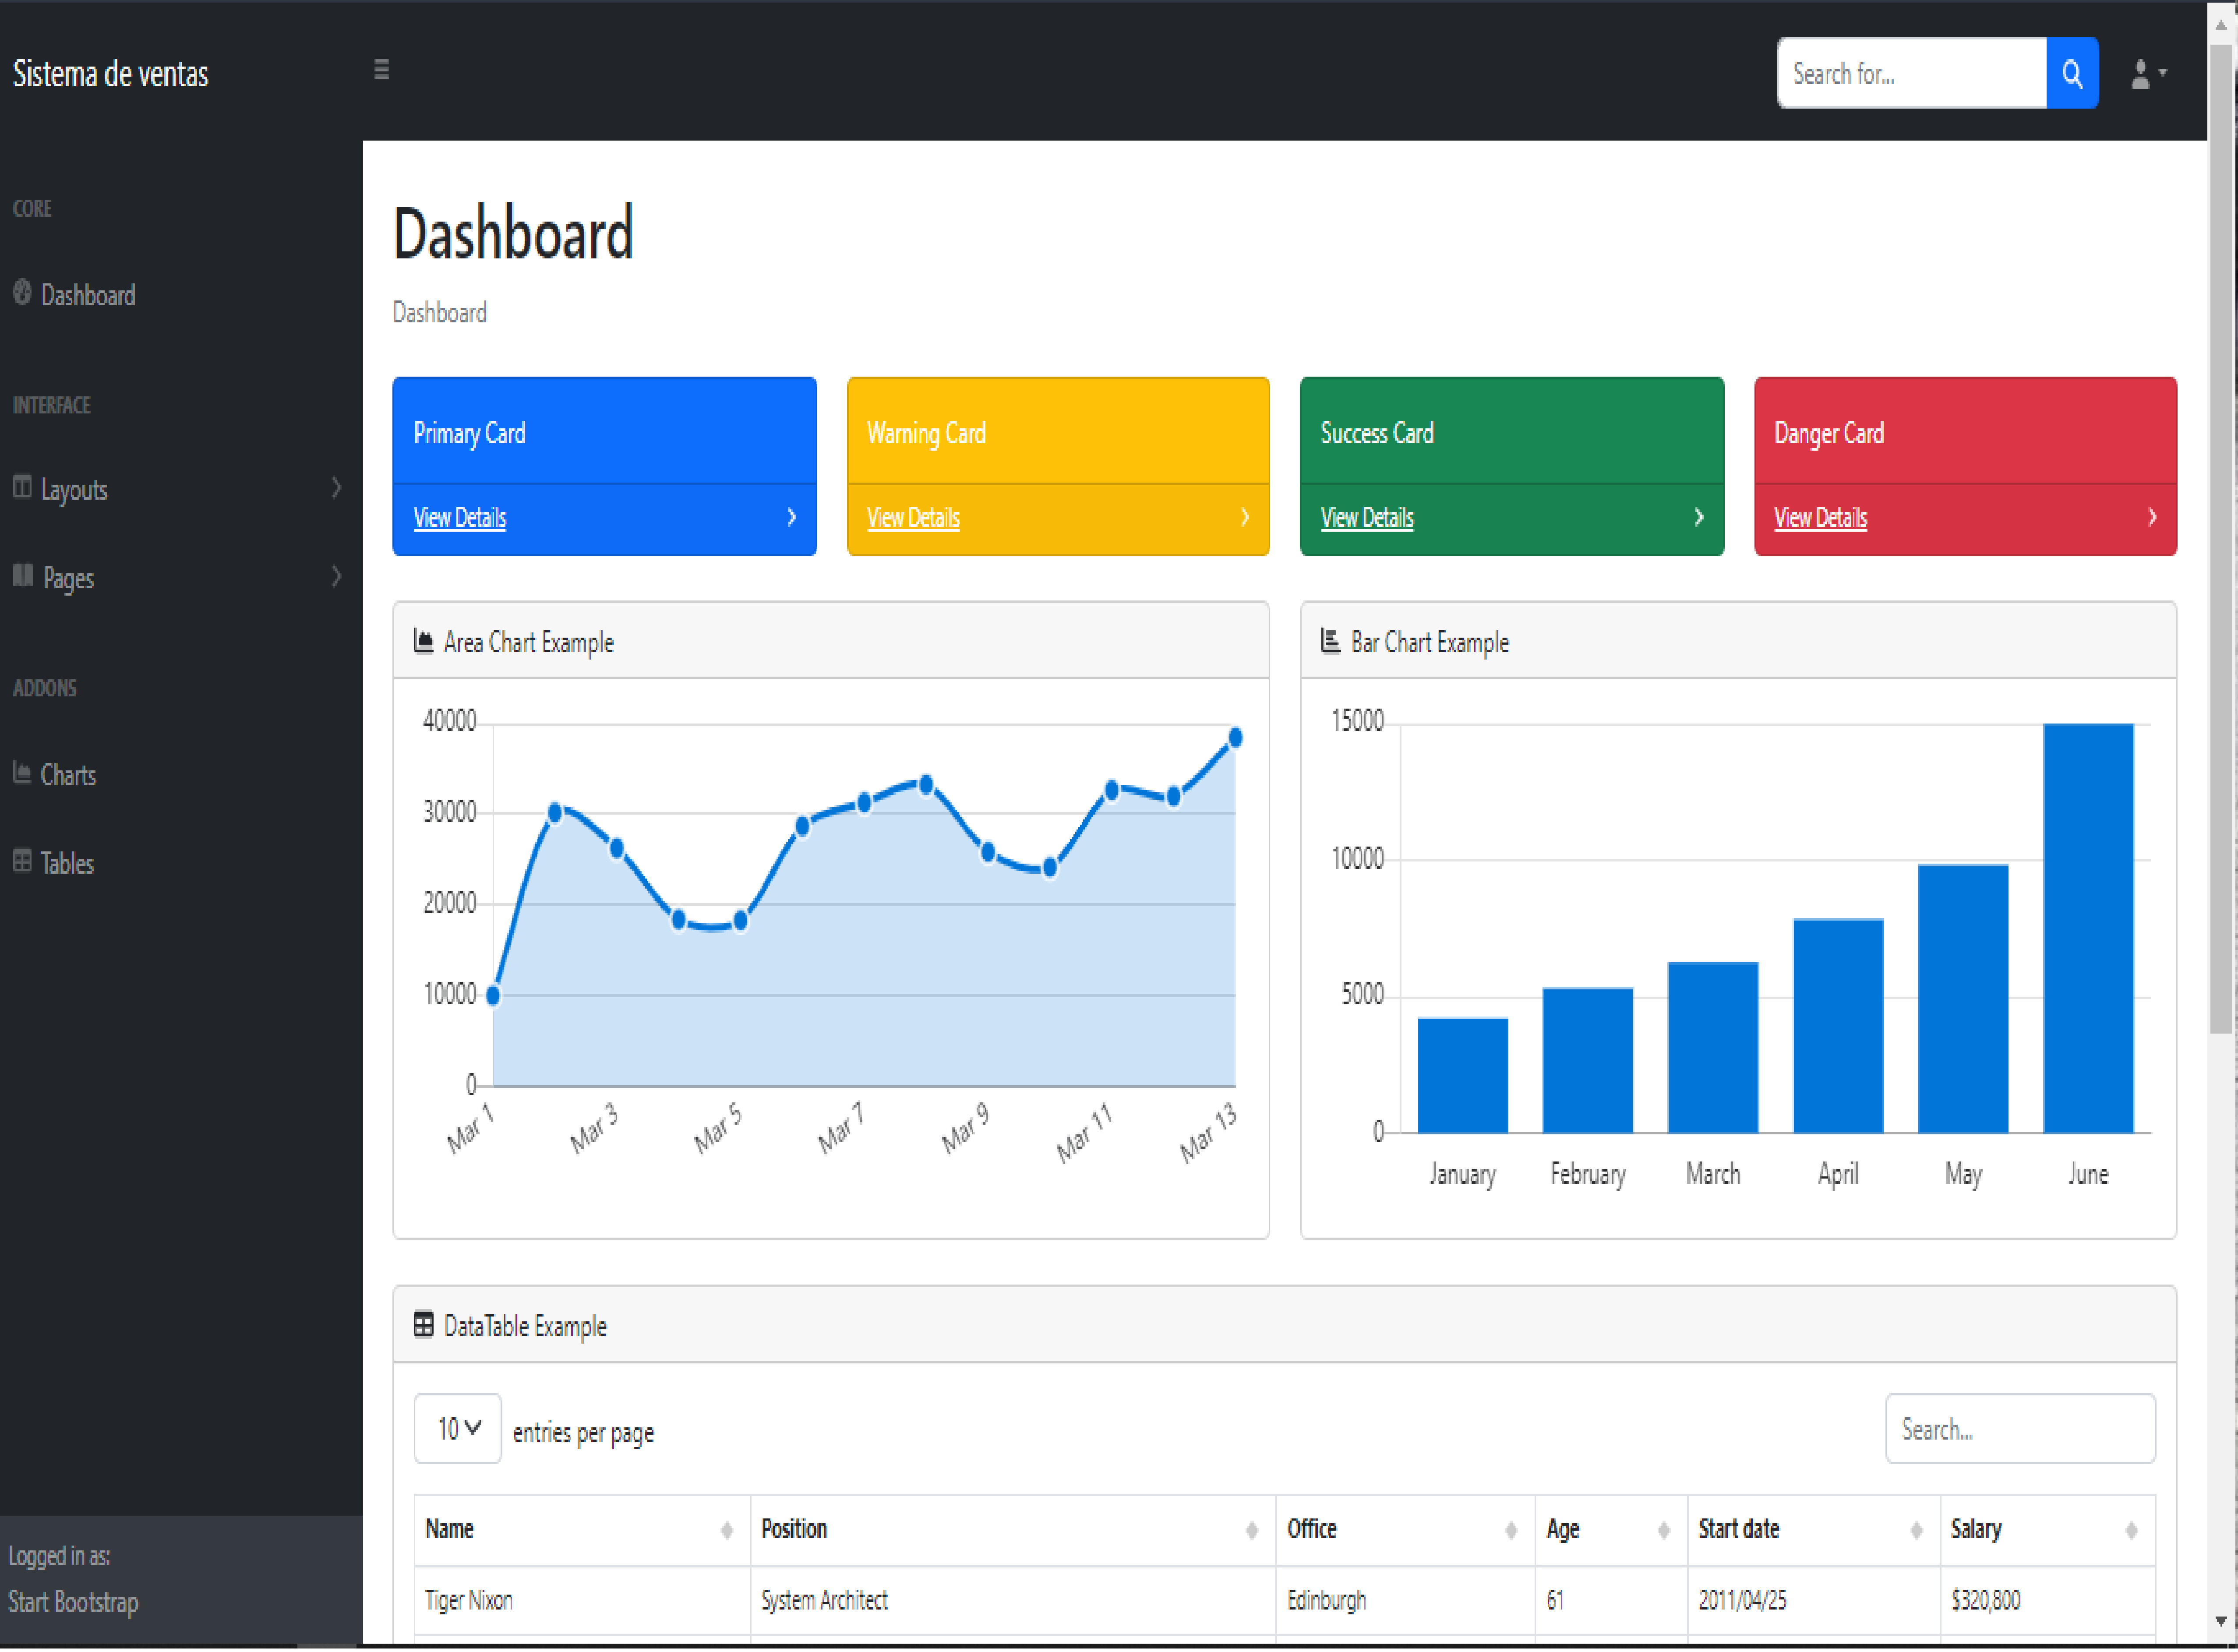 Sistema de ventas
Search for...
CORE
Dashboard
INTERFACE
Layouts
Pages
ADDONS
Charts
Tables
Logged in as:
Start Bootstrap
Dashboard
Dashboard
Primary Card
View Details
Warning Card
View Details
Success Card
View Details
Danger Card
View Details
Area Chart Example
40000
30000
20000
10000
0
Mar 1 Mar 3 Mar 5 Mar 7 Mar 9 Mar 11 Mar 13
Bar Chart Example
15000
10000
5000
0
January February March April May June
DataTable Example
10 entries per page
Search...
Name Position Office Age Start date Salary
Tiger Nixon System Architect Edinburgh 61 2011/04/25 $320,800